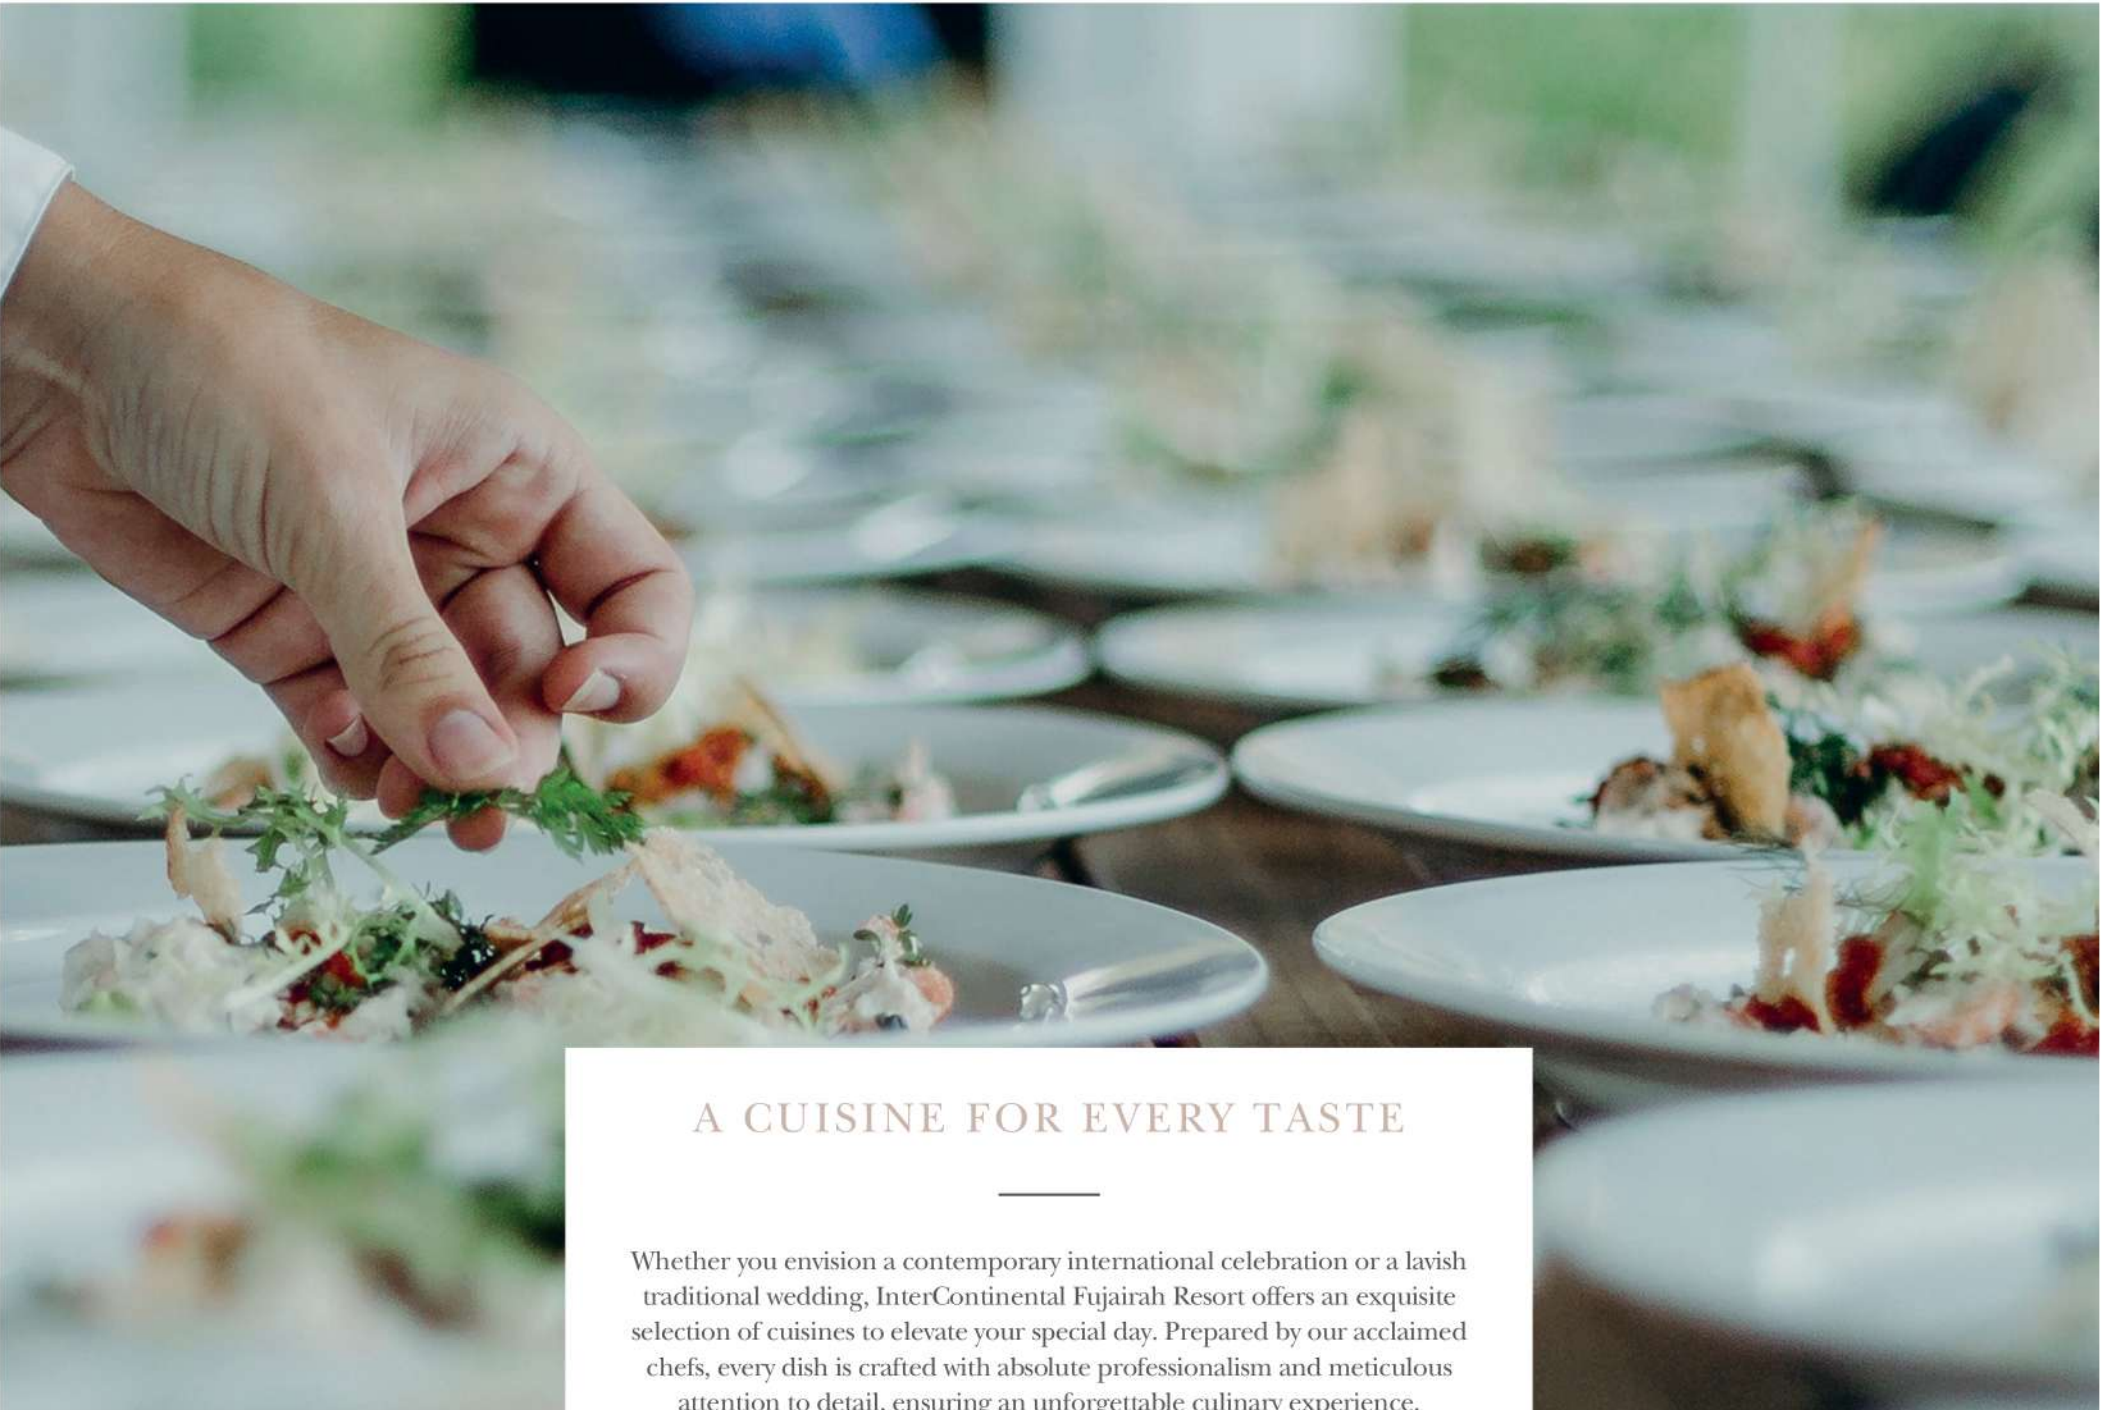 A CUISINE FOR EVERY TASTE
Whether you envision a contemporary international celebration or a lavish
traditional wedding, InterContinental Fujairah Resort offers an exquisite
selection of cuisines to elevate your special day. Prepared by our acclaimed
chefs, every dish is crafted with absolute professionalism and meticulous
attention to detail, ensuring an unforgettable culinary experience.